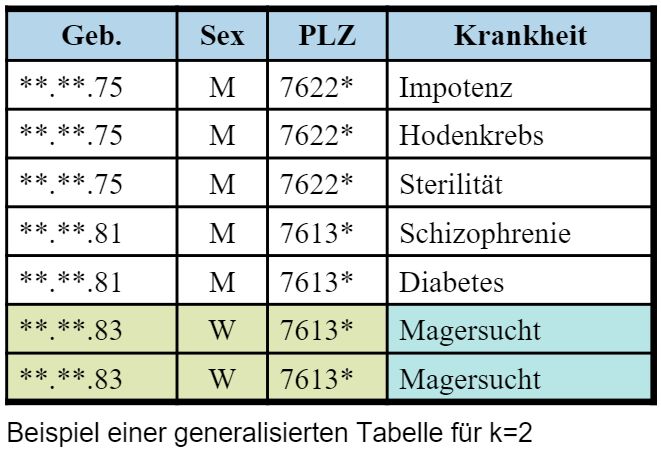 Geb. Sex PLZ Krankheit
**.**.75 M 7622* Impotenz
**.**.75 M 7622* Hodenkrebs
**.**.75 M 7622* Sterilität
**.**.81 M 7613* Schizophrenie
**.**.81 M 7613* Diabetes
**.**.83 W 7613* Magersucht
**.**.83 W 7613* Magersucht
Beispiel einer generalisierten Tabelle für k=2